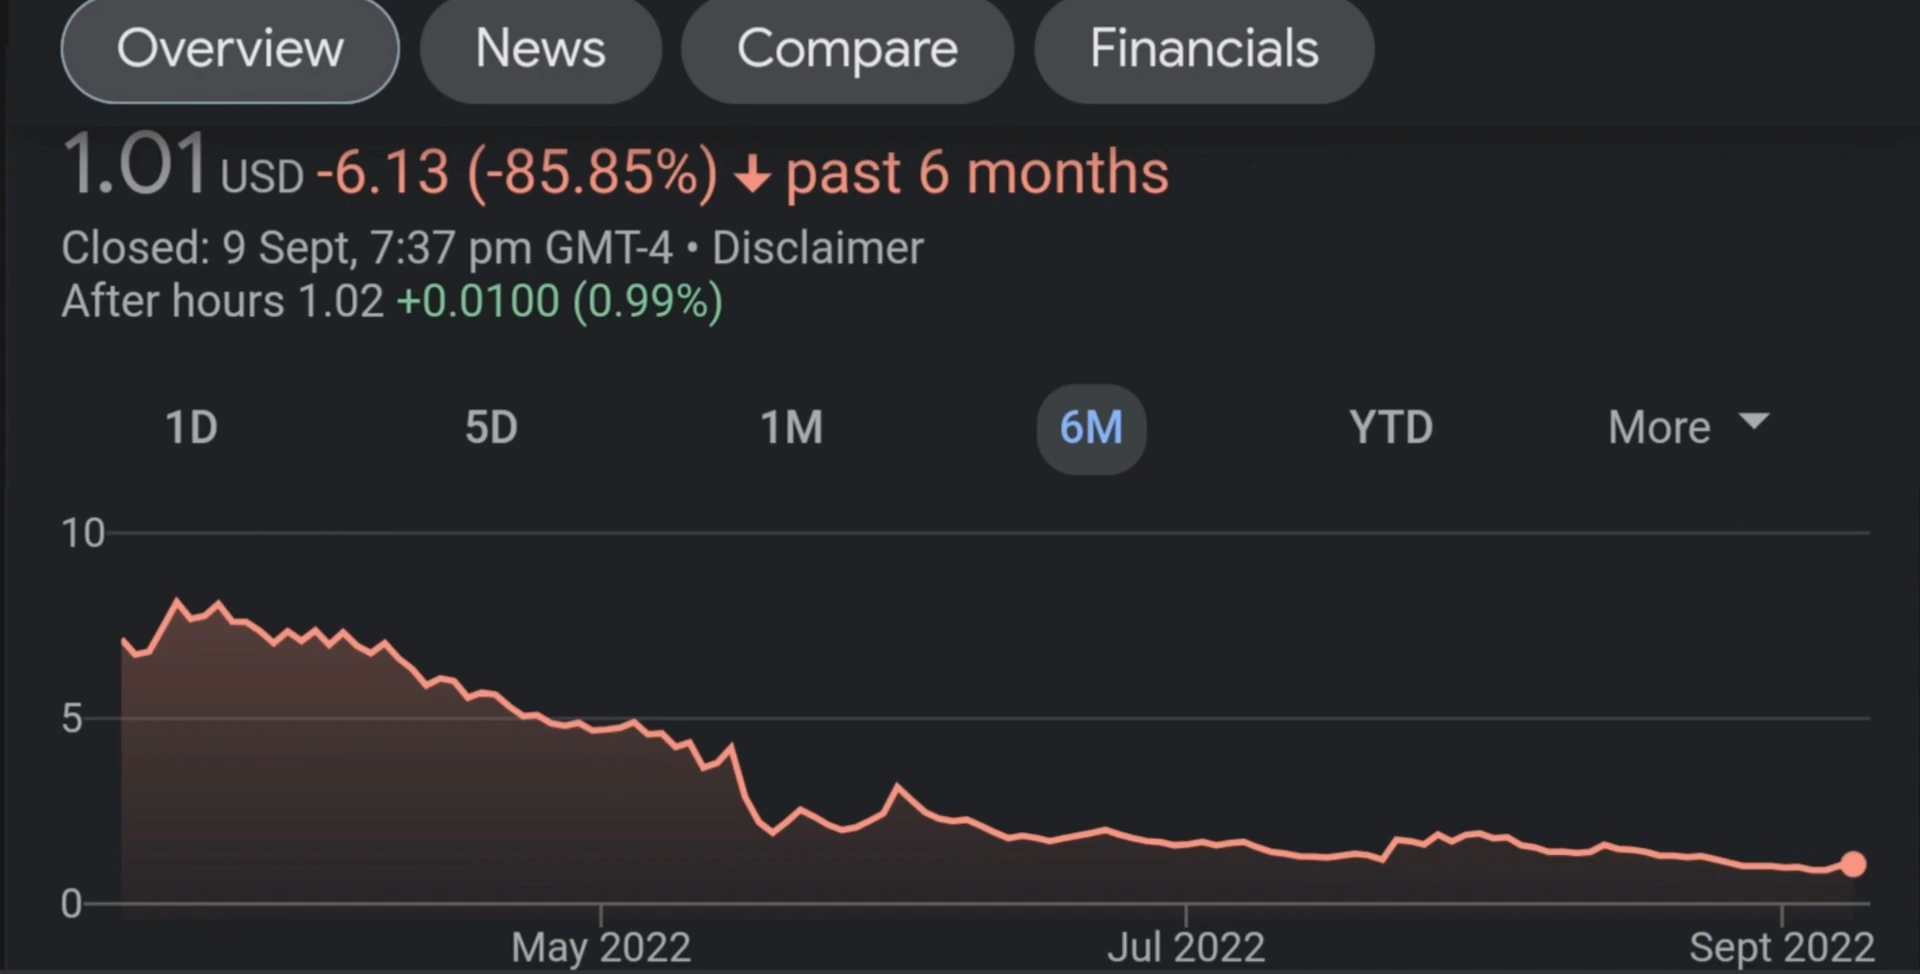 Overview News Compare Financials
1.01 USD -6.13 (-85.85%) ↓ past 6 months
Closed: 9 Sept, 7:37 pm GMT-4 • Disclaimer
After hours 1.02 +0.0100 (0.99%)
1D 5D 1M 6M YTD More
10
5
0
May 2022 Jul 2022 Sept 2022